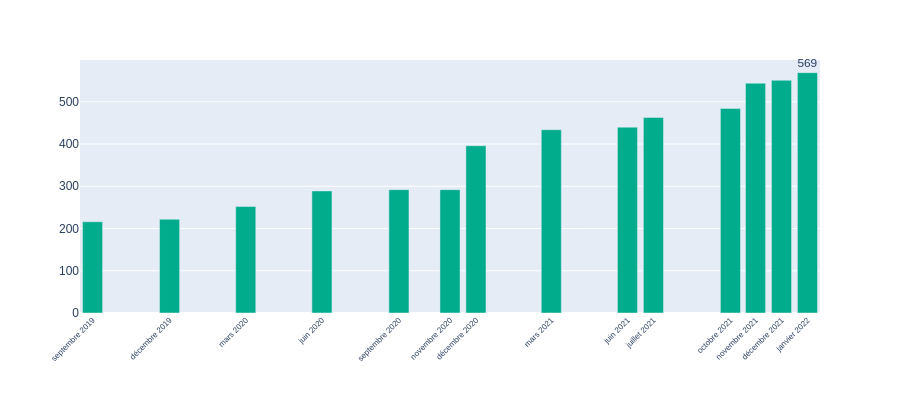 569
500
400
300
200
100
0
septembre 2019
décembre 2019
mars 2020
juin 2020
septembre 2020
novembre 2020
décembre 2020
mars 2021
juin 2021
juillet 2021
octobre 2021
novembre 2021
décembre 2021
janvier 2022